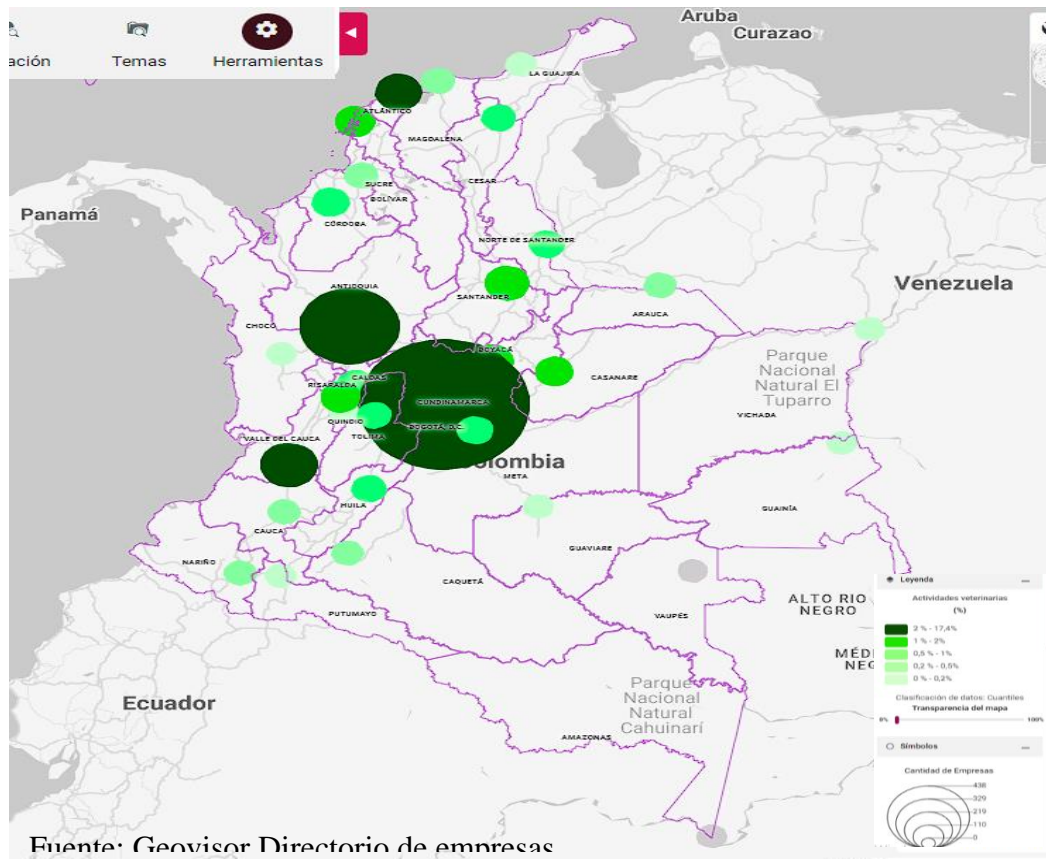 ación
Temas
Herramientas
Aruba
Curazao
LA GUAJIRA
ATLÁNTICO
MAGDALENA
CESAR
SUCRE
BOLÍVAR
Panamá
CÓRDOBA
NORTE DE SANTANDER
ANTIOQUIA
SANTANDER
Venezuela
ARAUCA
CHOCÓ
BOYACÁ
CASANARE
Parque
Nacional
Natural El
Tuparro
VICHADA
RISARALDA
CALDAS
CUNDINAMARCA
QUINDIO
TOLIMA
BOGOTÁ, D.C.
VALLE DEL CAUCA
olombia
META
HUILA
GUAINÍA
CAUCA
GUAVIARE
NARIÑO
CAQUETÁ
PUTUMAYO
VAUPÉS
ALTO RIO
NEGRO
MÉD
NEG
Ecuador
Parque
Nacional
Natural
Cahuinarí
AMAZONAS
Leyenda
Actividades veterinarias
(%)
2 % - 17,4%
1 % - 2%
0,5 % - 1%
0,2 % - 0,5%
0 % - 0,2%
Clasificación de datos: Cuantiles
Transparencia del mapa
0% 100%
Símbolos
Cantidad de Empresas
438
329
219
110
0
Fuente: Geovisor Directorio de empresas